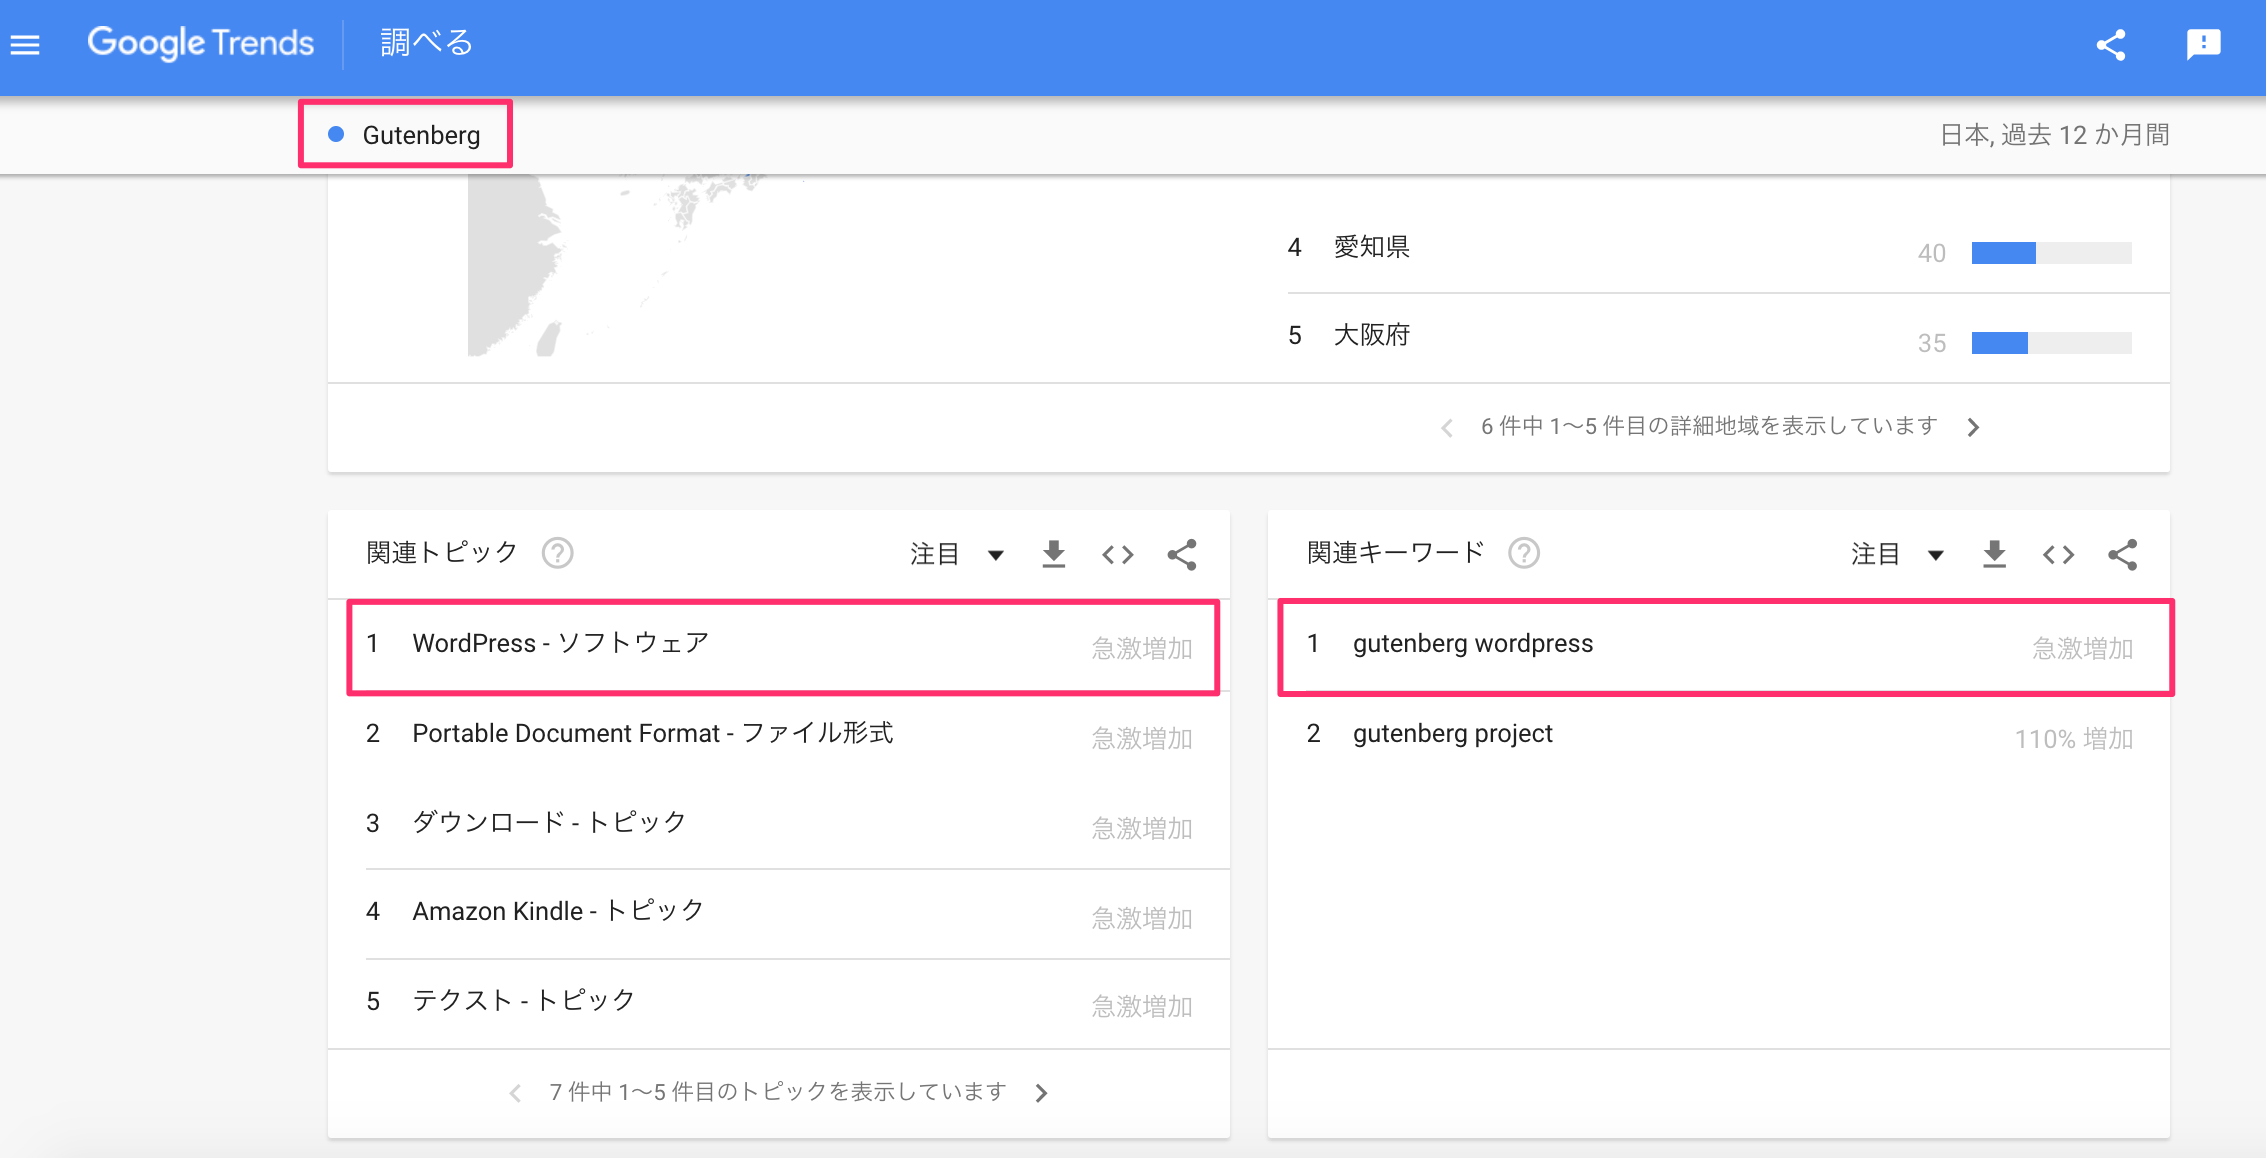 Google Trends 調べる
Gutenberg 日本, 過去 12 か月間
4 愛知県 40
5 大阪府 35
6 件中 1～5 件目の詳細地域を表示しています
関連トピック ? 注目
1 WordPress - ソフトウェア 急激増加
2 Portable Document Format - ファイル形式 急激増加
3 ダウンロード - トピック 急激増加
4 Amazon Kindle - トピック 急激増加
5 テクスト - トピック 急激増加
7 件中 1～5 件目のトピックを表示しています
関連キーワード ? 注目
1 gutenberg wordpress 急激増加
2 gutenberg project 110% 増加